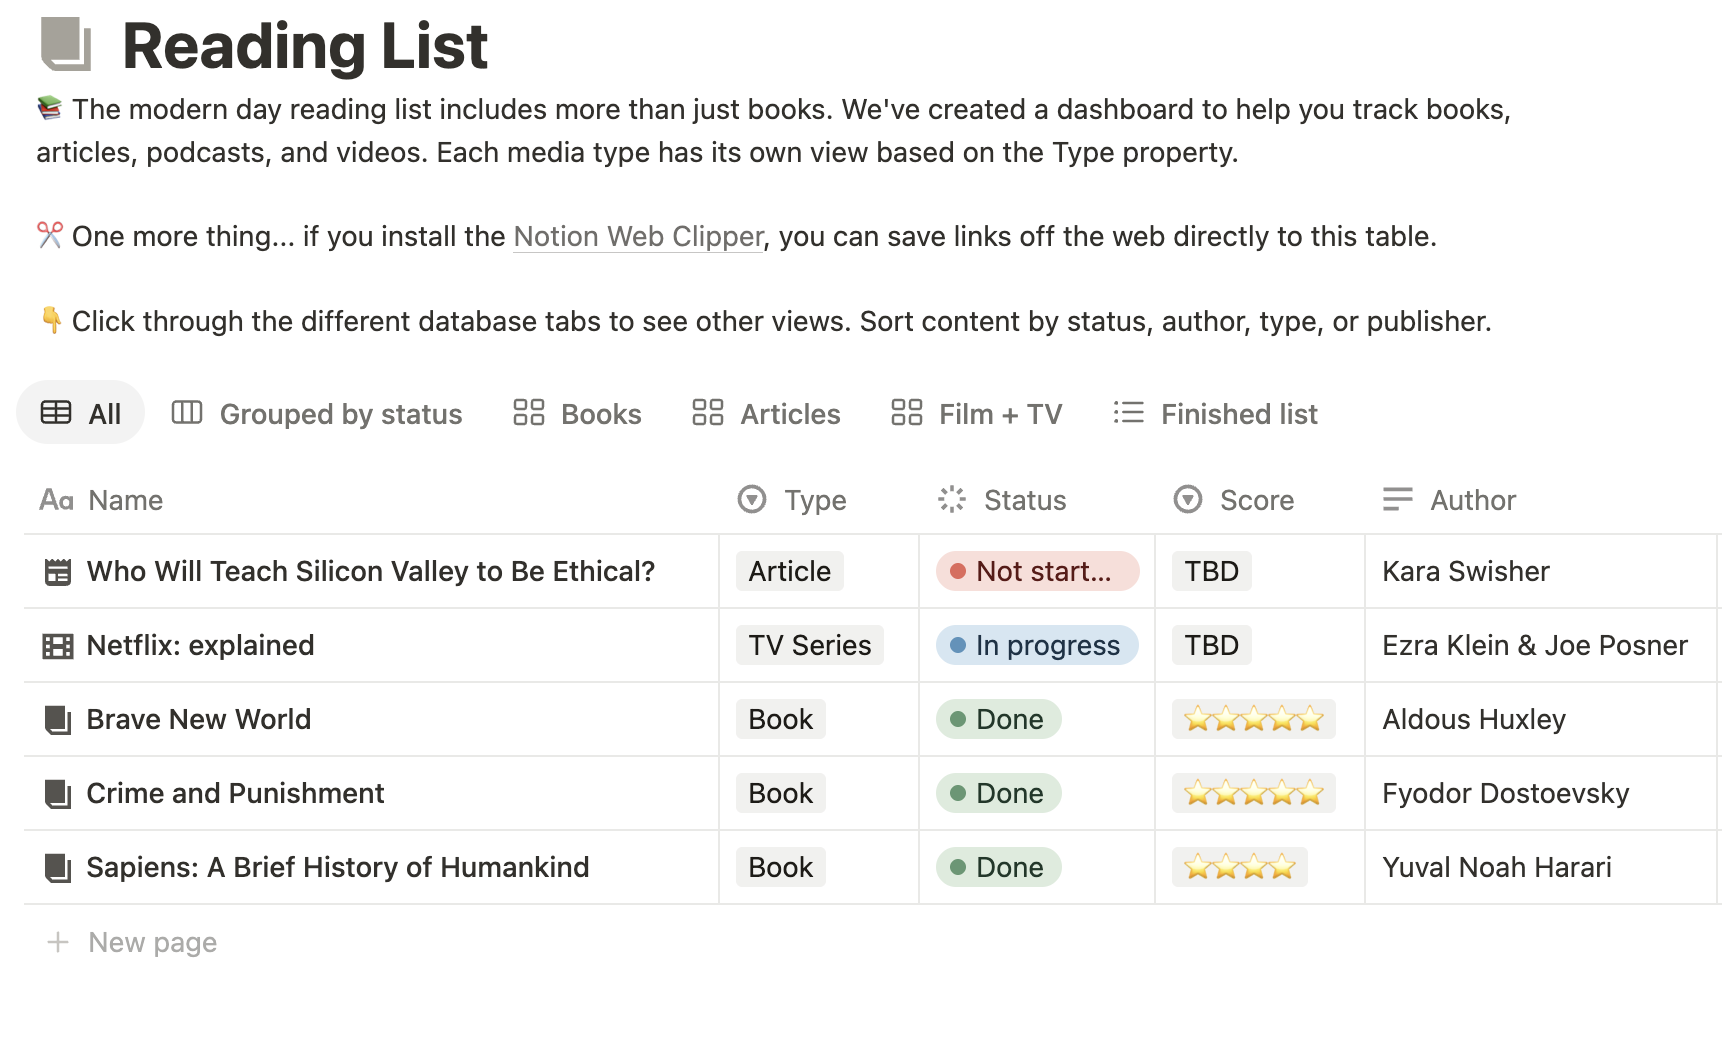 Reading List
📚 The modern day reading list includes more than just books. We've created a dashboard to help you track books,
articles, podcasts, and videos. Each media type has its own view based on the Type property.
✂️ One more thing... if you install the Notion Web Clipper, you can save links off the web directly to this table.
👇 Click through the different database tabs to see other views. Sort content by status, author, type, or publisher.
All Grouped by status Books Articles Film + TV Finished list
Aa Name Type Status Score Author
Who Will Teach Silicon Valley to Be Ethical? Article Not start... TBD Kara Swisher
Netflix: explained TV Series In progress TBD Ezra Klein & Joe Posner
Brave New World Book Done ⭐⭐⭐⭐⭐ Aldous Huxley
Crime and Punishment Book Done ⭐⭐⭐⭐⭐ Fyodor Dostoevsky
Sapiens: A Brief History of Humankind Book Done ⭐⭐⭐⭐ Yuval Noah Harari
+ New page